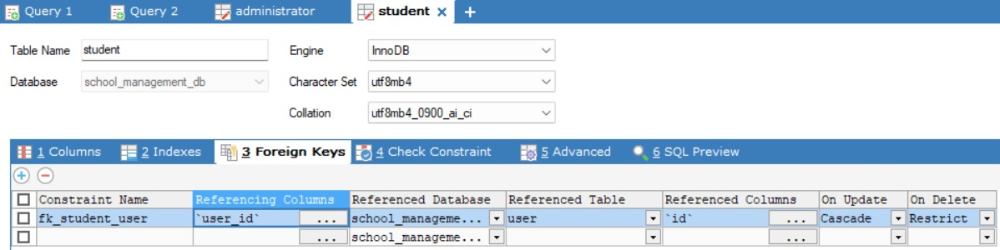 Query 1 Query 2 administrator student × +
Table Name student Engine InnoDB
Database school_management_db Character Set utf8mb4
Collation utf8mb4_0900_ai_ci
1 Columns 2 Indexes 3 Foreign Keys 4 Check Constraint 5 Advanced 6 SQL Preview
Constraint Name Referencing Columns Referenced Database Referenced Table Referenced Columns On Update On Delete
fk_student_user `user_id` ... school_manageme... user `id` ... Cascade Restrict
... school_manageme... ...